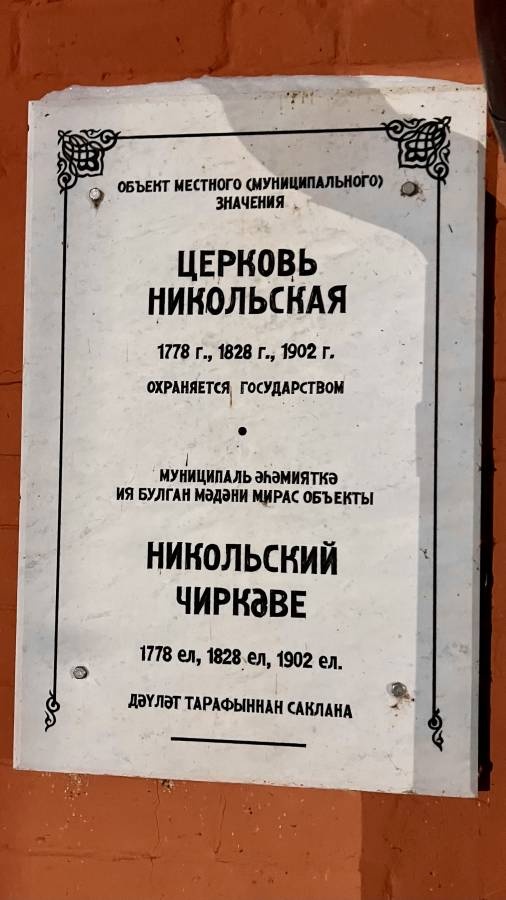 ОБЪЕКТ МЕСТНОГО (МУНИЦИПАЛЬНОГО)
ЗНАЧЕНИЯ
ЦЕРКОВЬ
НИКОЛЬСКАЯ
1778 г., 1828 г., 1902 г.
ОХРАНЯЕТСЯ ГОСУДАРСТВОМ
•
МУНИЦИПАЛЬ ӘҺӘМИЯТКӘ
ИЯ БУЛГАН МӘДӘНИ МИРАС ОБЪЕКТЫ
НИКОЛЬСКИЙ
ЧИРКӘВЕ
1778 ел, 1828 ел, 1902 ел.
ДӘҮЛӘТ ТАРАФЫННАН САКЛАНА